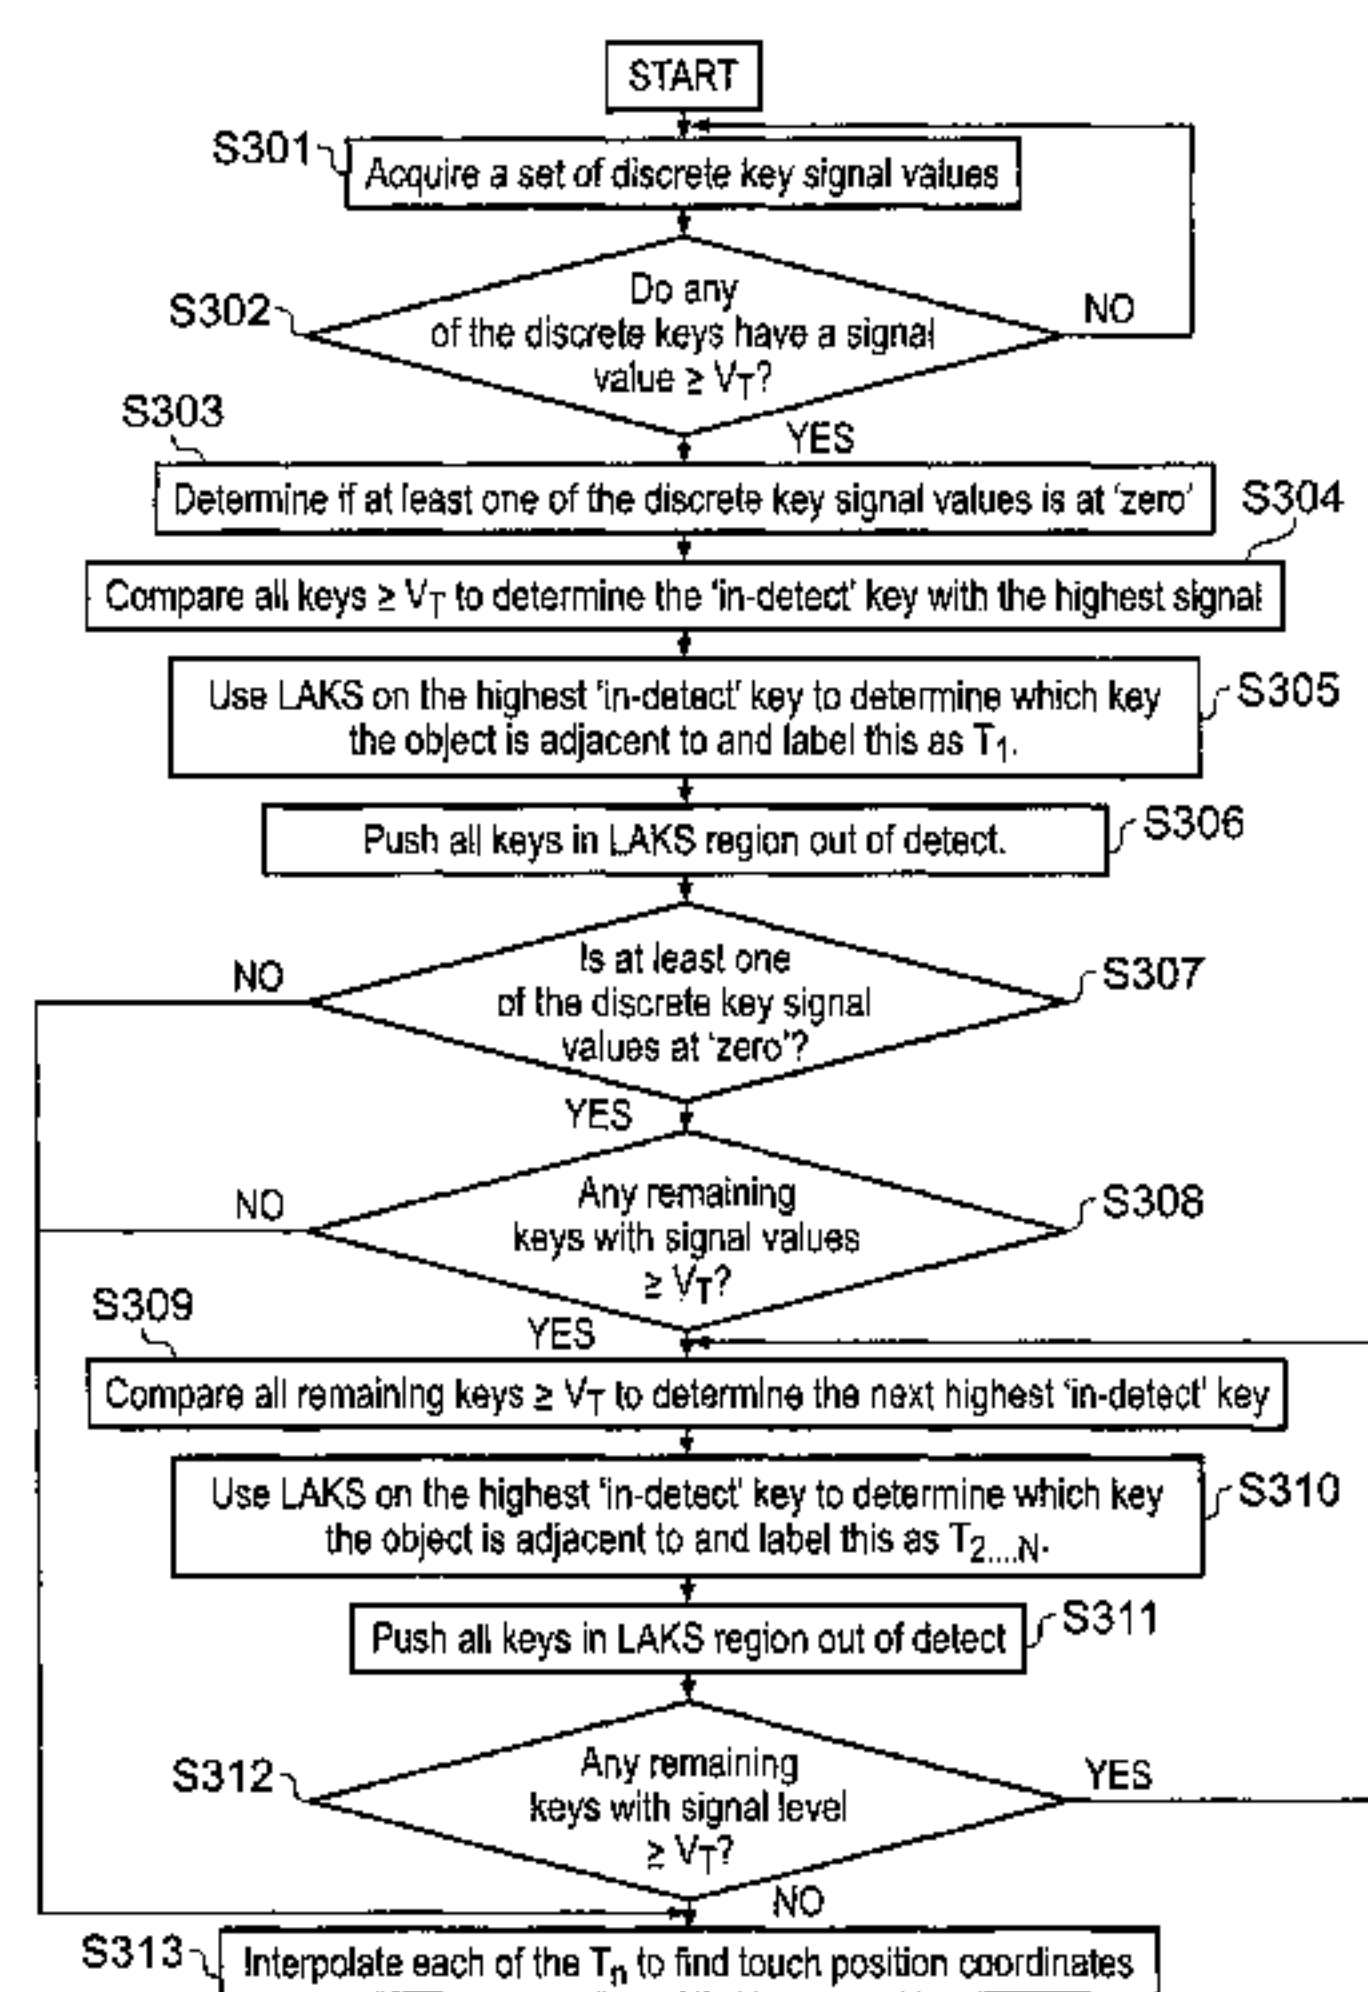 START
S301
Acquire a set of discrete key signal values
S302
Do any
of the discrete keys have a signal
value ≥ VT?
NO
YES
S303
Determine if at least one of the discrete key signal values is at ‘zero’
S304
Compare all keys ≥ VT to determine the ‘in-detect’ key with the highest signal
Use LAKS on the highest ‘in-detect’ key to determine which key
the object is adjacent to and label this as T1.
S305
Push all keys in LAKS region out of detect.
S306
Is at least one
of the discrete key signal
values at ‘zero’?
NO
S307
YES
Any remaining
keys with signal values
≥ VT?
NO
S308
YES
S309
Compare all remaining keys ≥ VT to determine the next highest ‘in-detect’ key
Use LAKS on the highest ‘in-detect’ key to determine which key
the object is adjacent to and label this as T2....N.
S310
Push all keys in LAKS region out of detect
S311
S312
Any remaining
keys with signal level
≥ VT?
YES
NO
S313
Interpolate each of the Tn to find touch position coordinates